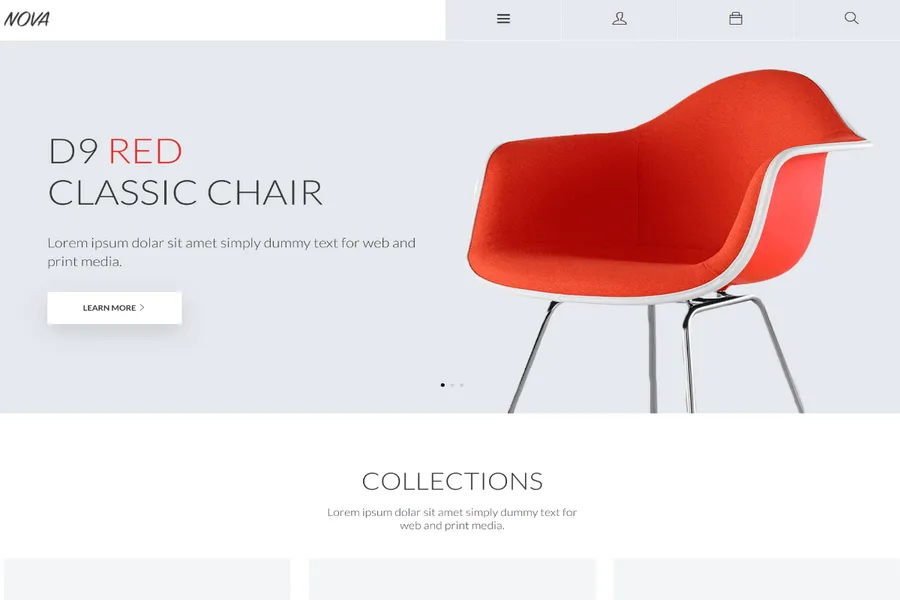 NOVA
D9 RED
CLASSIC CHAIR
Lorem ipsum dolar sit amet simply dummy text for web and
print media.
LEARN MORE
COLLECTIONS
Lorem ipsum dolar sit amet simply dummy text for
web and print media.